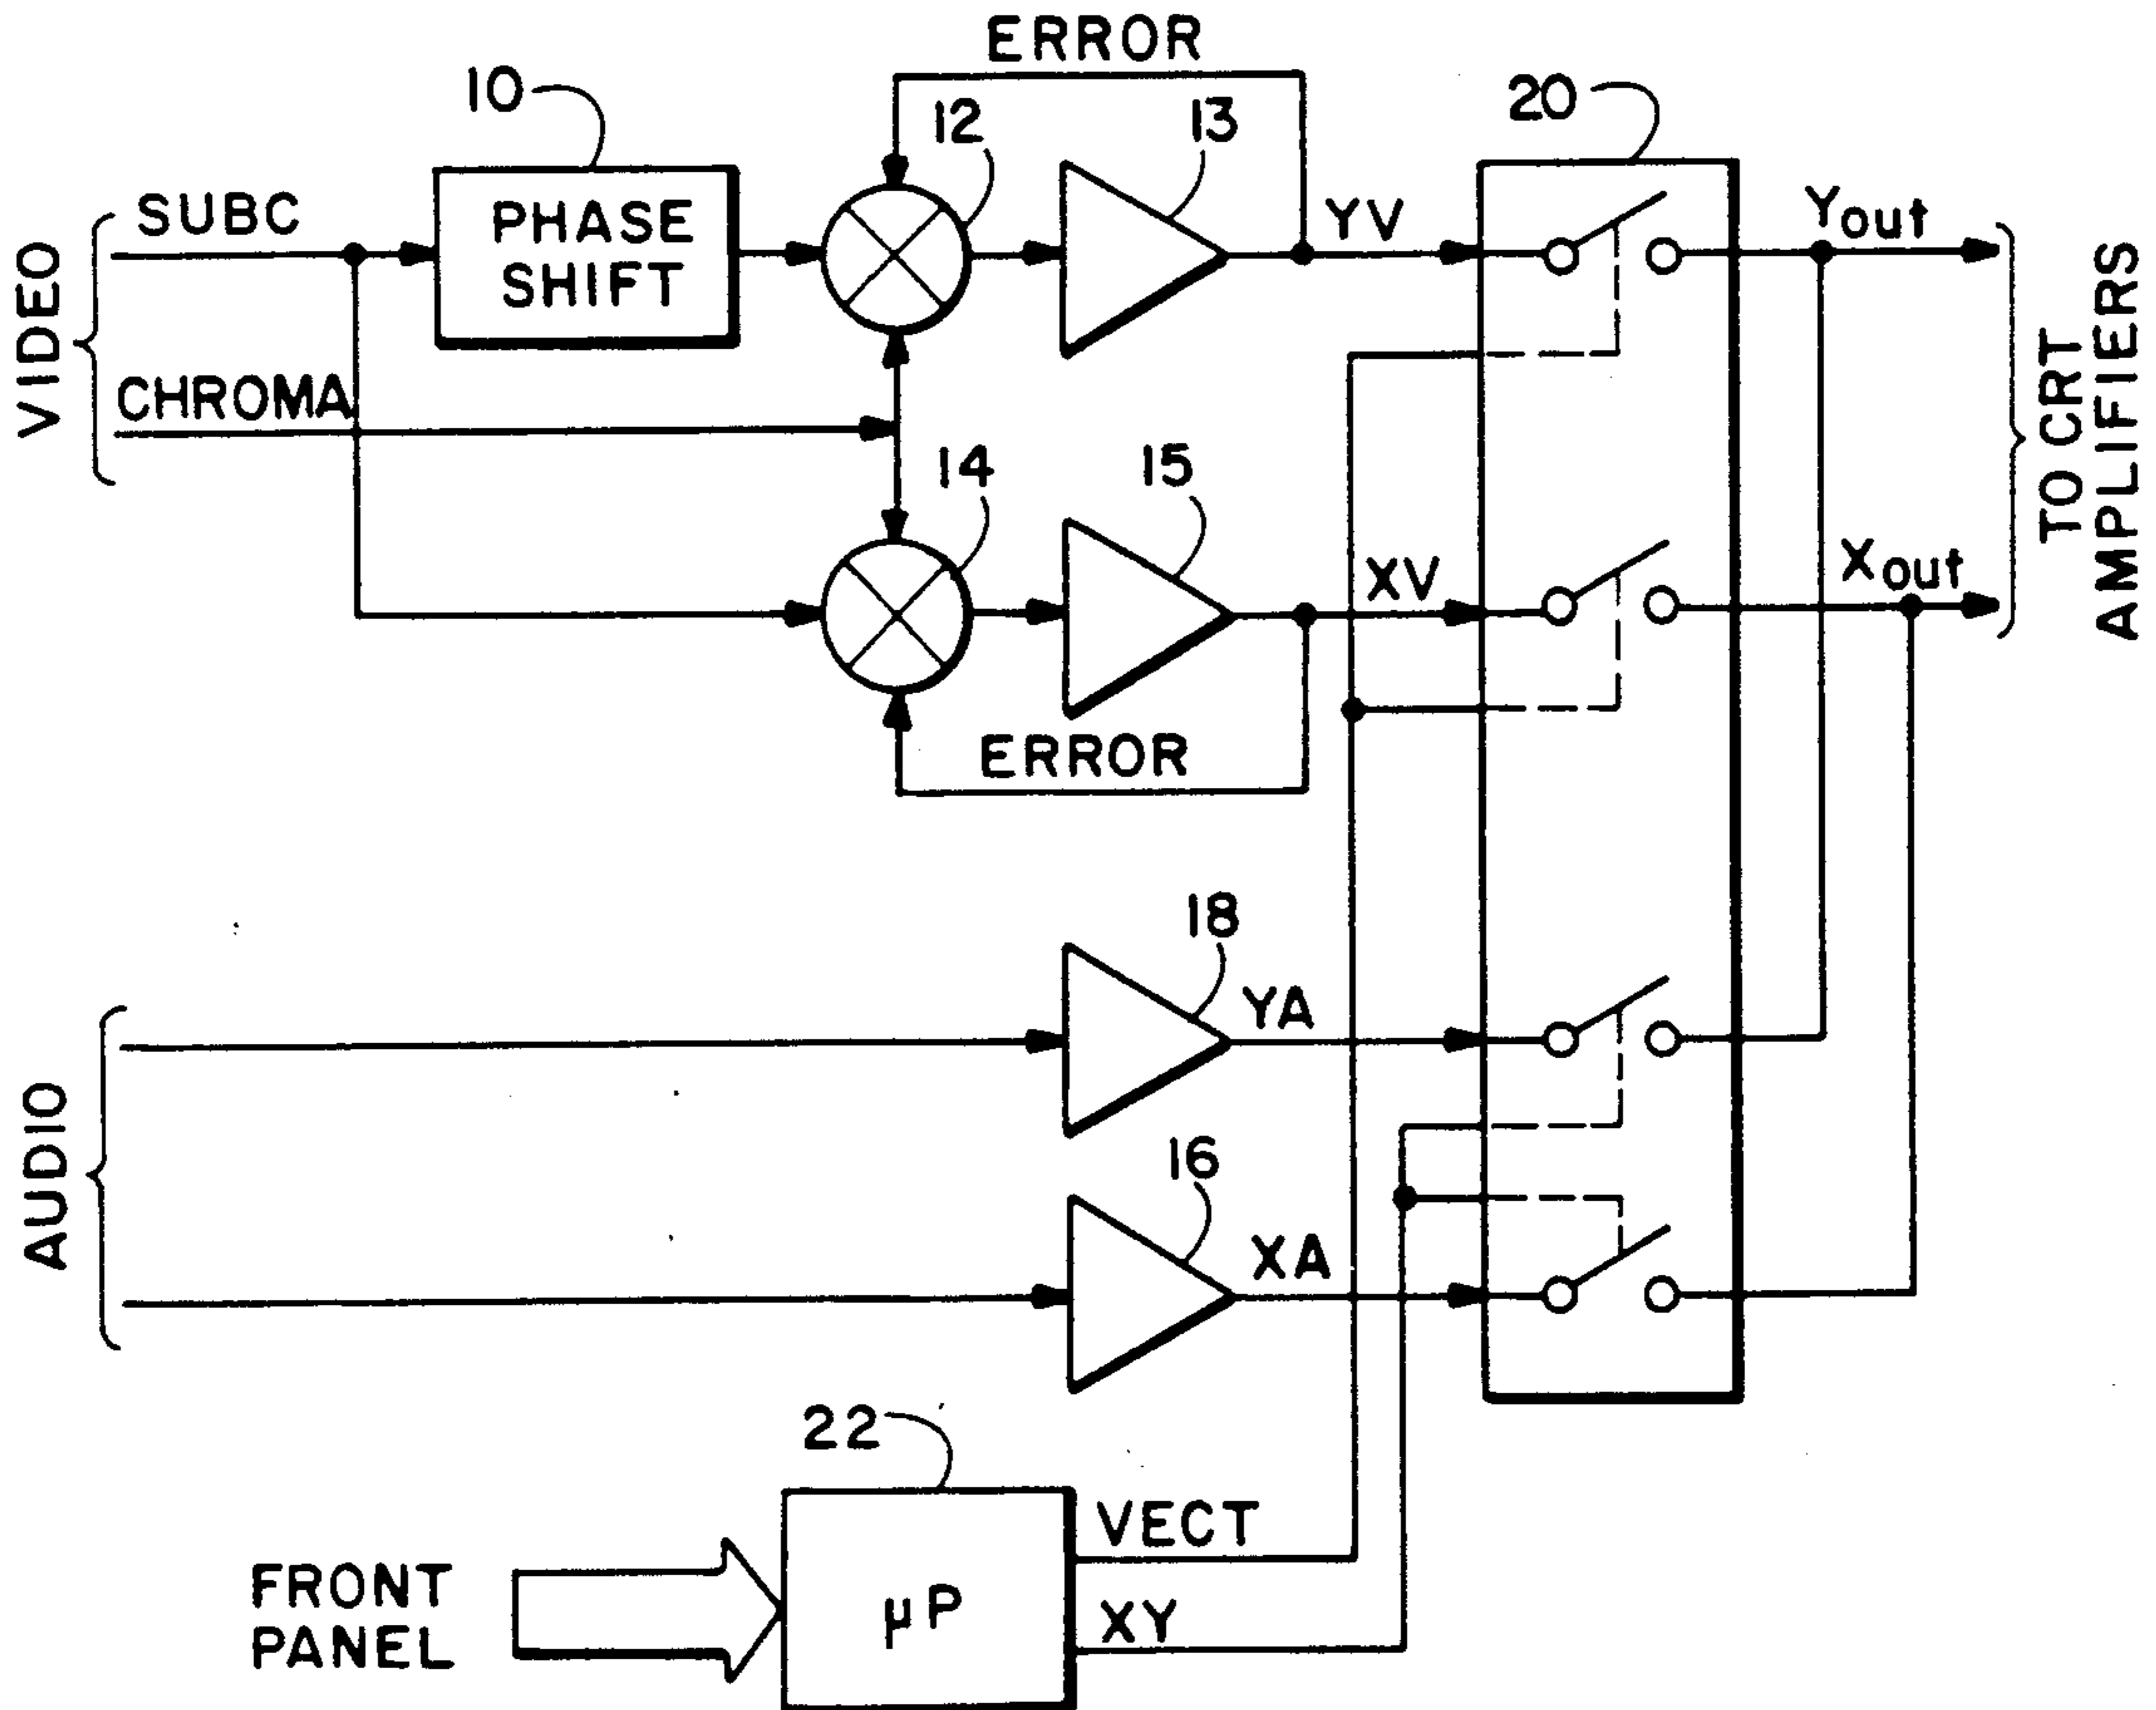 ERROR
10
12
13
20
SUBC
PHASE
SHIFT
YV
Yout
VIDEO
CHROMA
14
15
XV
Xout
TO CRT
AMPLIFIERS
ERROR
18
YA
AUDIO
16
XA
22
VECT
FRONT
PANEL
µP
XY